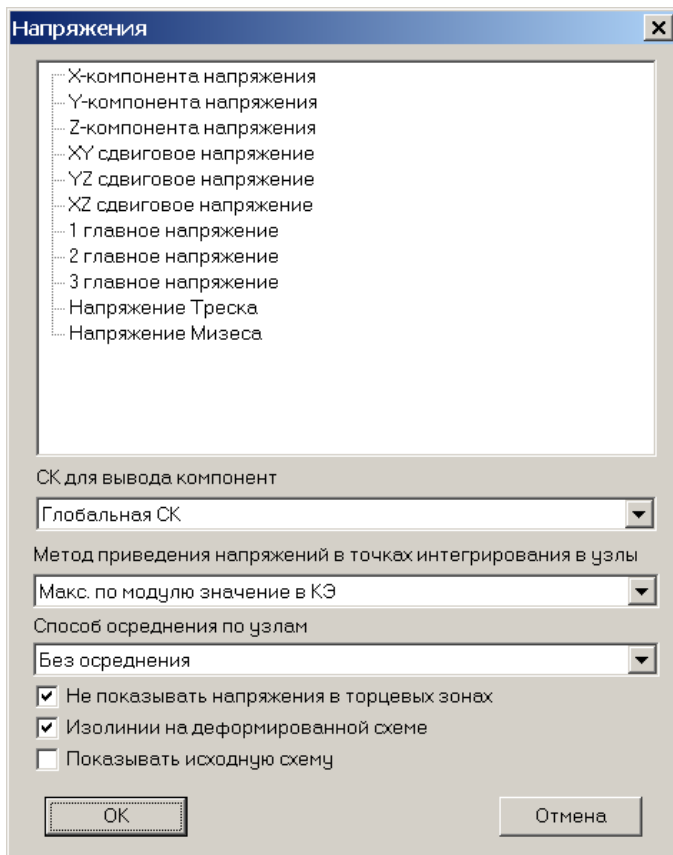 Напряжения
X-компонента напряжения
Y-компонента напряжения
Z-компонента напряжения
XY сдвиговое напряжение
YZ сдвиговое напряжение
XZ сдвиговое напряжение
1 главное напряжение
2 главное напряжение
3 главное напряжение
Напряжение Треска
Напряжение Мизеса
СК для вывода компонент
Глобальная СК
Метод приведения напряжений в точках интегрирования в узлы
Макс. по модулю значение в КЭ
Способ осреднения по узлам
Без осреднения
Не показывать напряжения в торцевых зонах
Изолинии на деформированной схеме
Показывать исходную схему
OK
Отмена